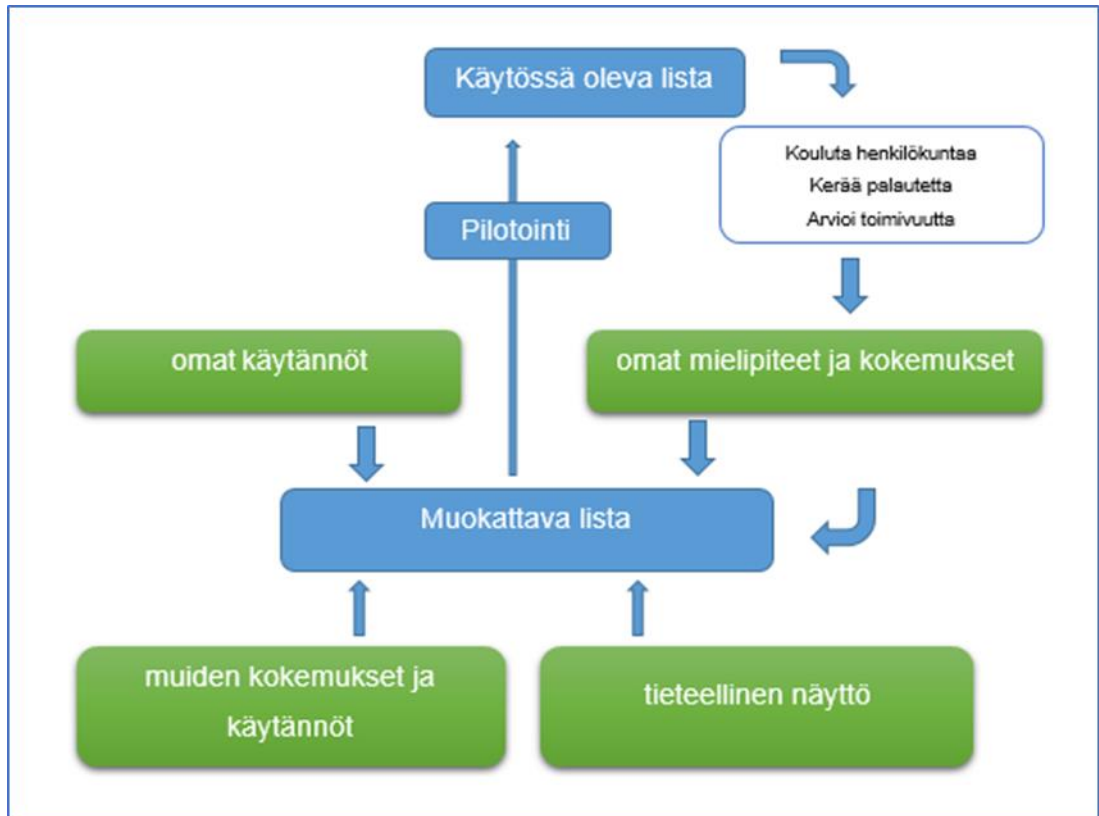 Käytössä oleva lista
Kouluta henkilökuntaa
Kerää palautetta
Arvioi toimivuutta
Pilotointi
omat käytännöt
omat mielipiteet ja kokemukset
Muokattava lista
muiden kokemukset ja
käytännöt
tieteellinen näyttö